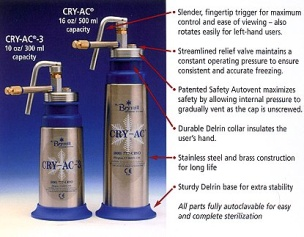 CRY-AC®
16 oz/ 500 ml
capacity
CRY-AC®-3
10 oz/ 300 ml
capacity
• Slender, fingertip trigger for maximum
control and ease of viewing – also
rotates easily for left-hand users.
• Streamlined relief valve maintains a
constant operating pressure to ensure
consistent and accurate freezing.
• Patented Safety Autovent maximizes
safety by allowing internal pressure to
gradually vent as the cap is unscrewed.
• Durable Delrin collar insulates the
user's hand.
• Stainless steel and brass construction
for long life
• Sturdy Delrin base for extra stability
All parts fully autoclavable for easy
and complete sterilization
Brymill
CRY-AC-3
Brymill
CRY-AC